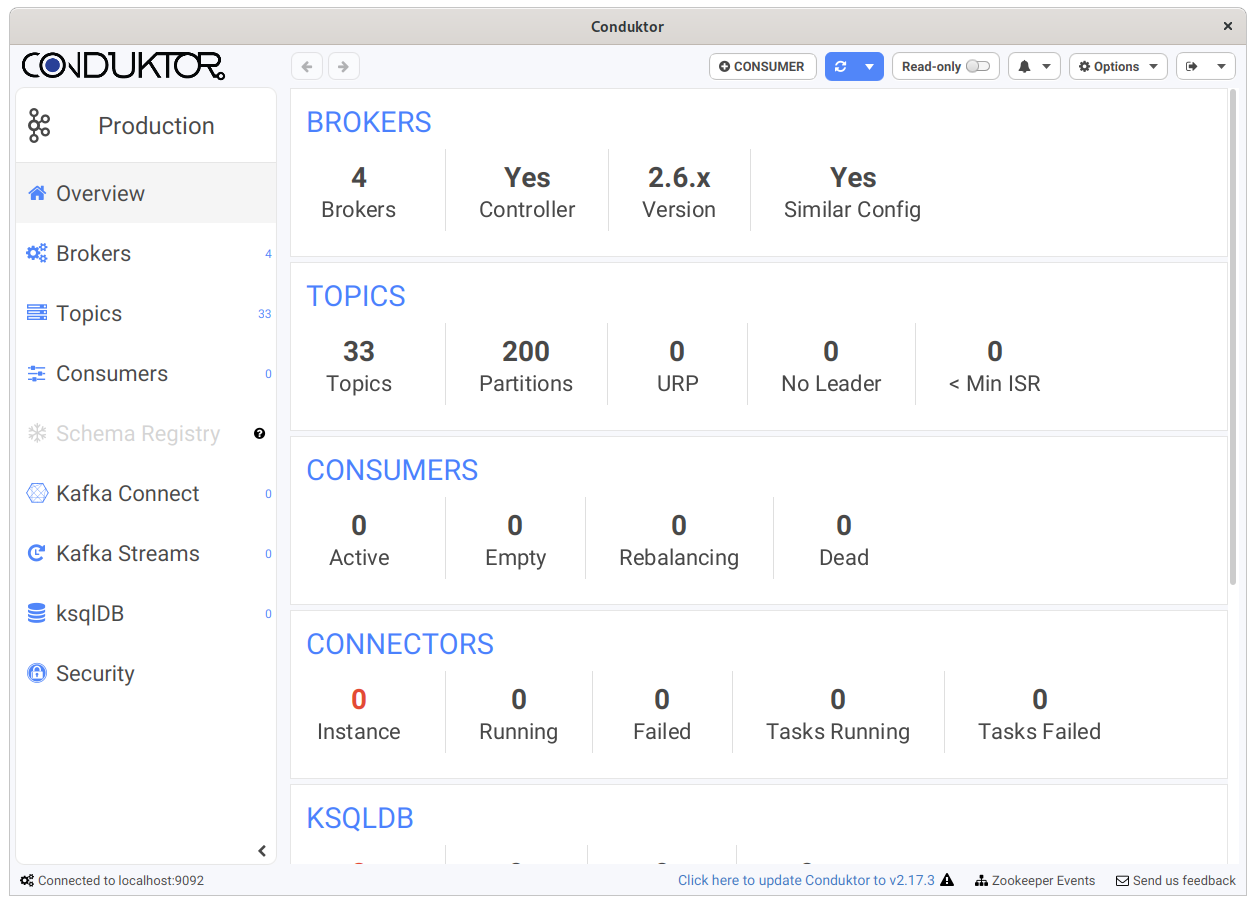 Conduktor
CONDUKTOR
CONSUMER
Read-only
Options
Production
Overview
Brokers 4
Topics 33
Consumers 0
Schema Registry
Kafka Connect 0
Kafka Streams 0
ksqlDB 0
Security
BROKERS
4 Yes 2.6.x Yes
Brokers Controller Version Similar Config
TOPICS
33 200 0 0 0
Topics Partitions URP No Leader < Min ISR
CONSUMERS
0 0 0 0
Active Empty Rebalancing Dead
CONNECTORS
0 0 0 0 0
Instance Running Failed Tasks Running Tasks Failed
KSQLDB
Connected to localhost:9092
Click here to update Conduktor to v2.17.3
Zookeeper Events
Send us feedback